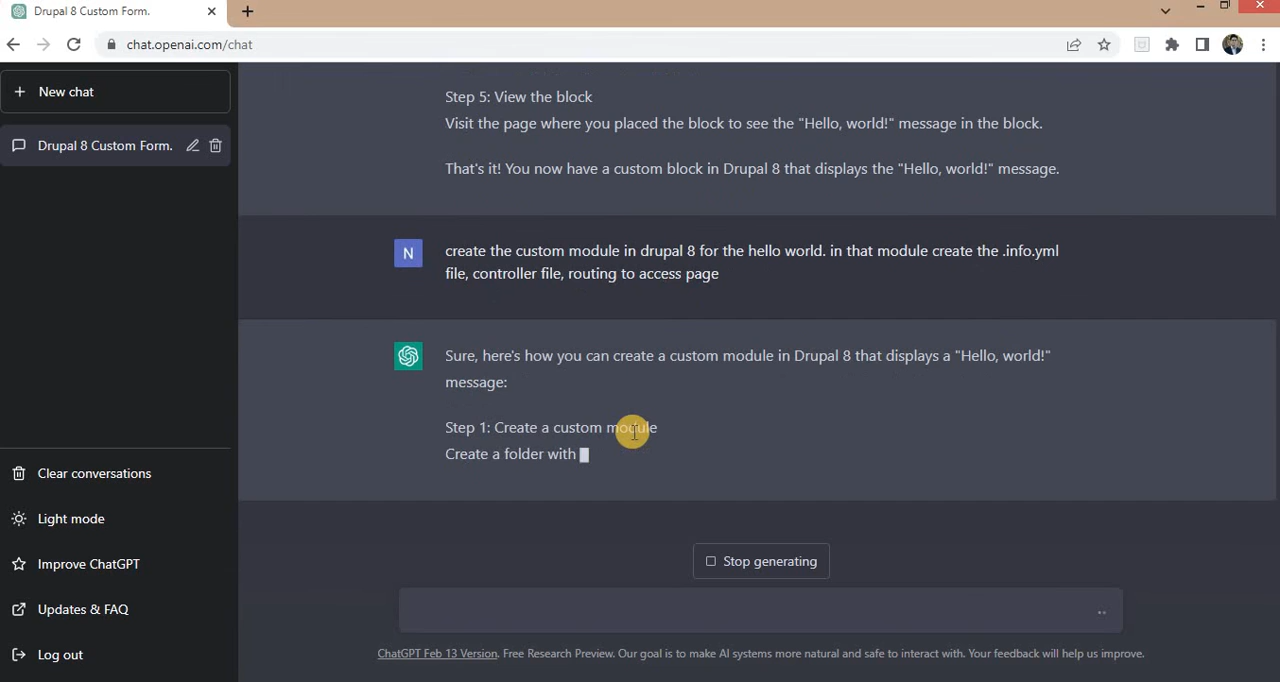 Drupal 8 Custom Form.
chat.openai.com/chat
New chat
Drupal 8 Custom Form.
Clear conversations
Light mode
Improve ChatGPT
Updates & FAQ
Log out
Step 5: View the block
Visit the page where you placed the block to see the "Hello, world!" message in the block.
That's it! You now have a custom block in Drupal 8 that displays the "Hello, world!" message.
N
create the custom module in drupal 8 for the hello world. in that module create the .info.yml
file, controller file, routing to access page
Sure, here's how you can create a custom module in Drupal 8 that displays a "Hello, world!"
message:
Step 1: Create a custom module
Create a folder with
Stop generating
ChatGPT Feb 13 Version. Free Research Preview. Our goal is to make AI systems more natural and safe to interact with. Your feedback will help us improve.